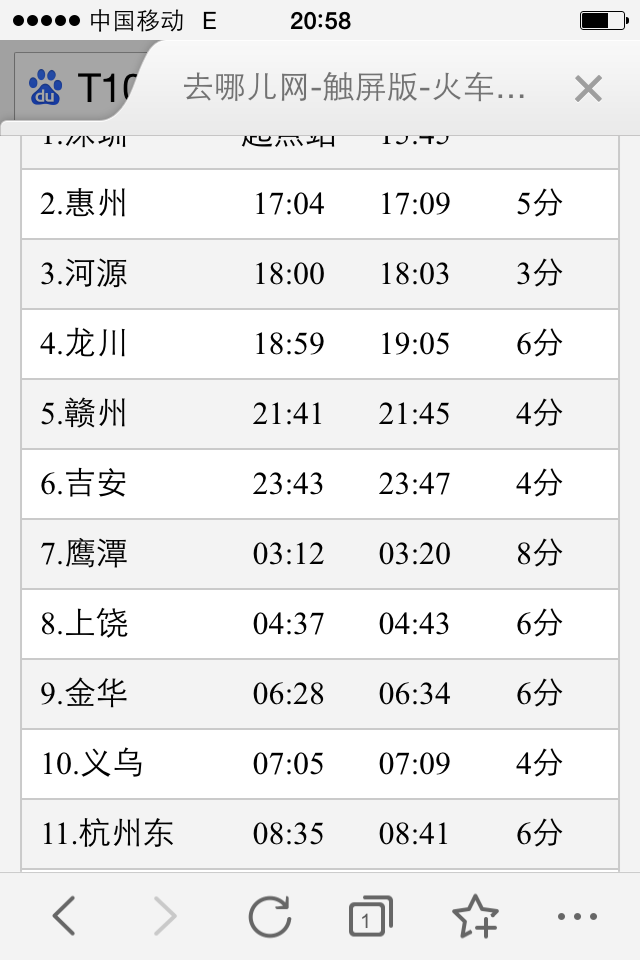 中国移动 E 20:58
du T10 去哪儿网-触屏版-火车...
1.深圳 起点站 15:45
2.惠州 17:04 17:09 5分
3.河源 18:00 18:03 3分
4.龙川 18:59 19:05 6分
5.赣州 21:41 21:45 4分
6.吉安 23:43 23:47 4分
7.鹰潭 03:12 03:20 8分
8.上饶 04:37 04:43 6分
9.金华 06:28 06:34 6分
10.义乌 07:05 07:09 4分
11.杭州东 08:35 08:41 6分
1